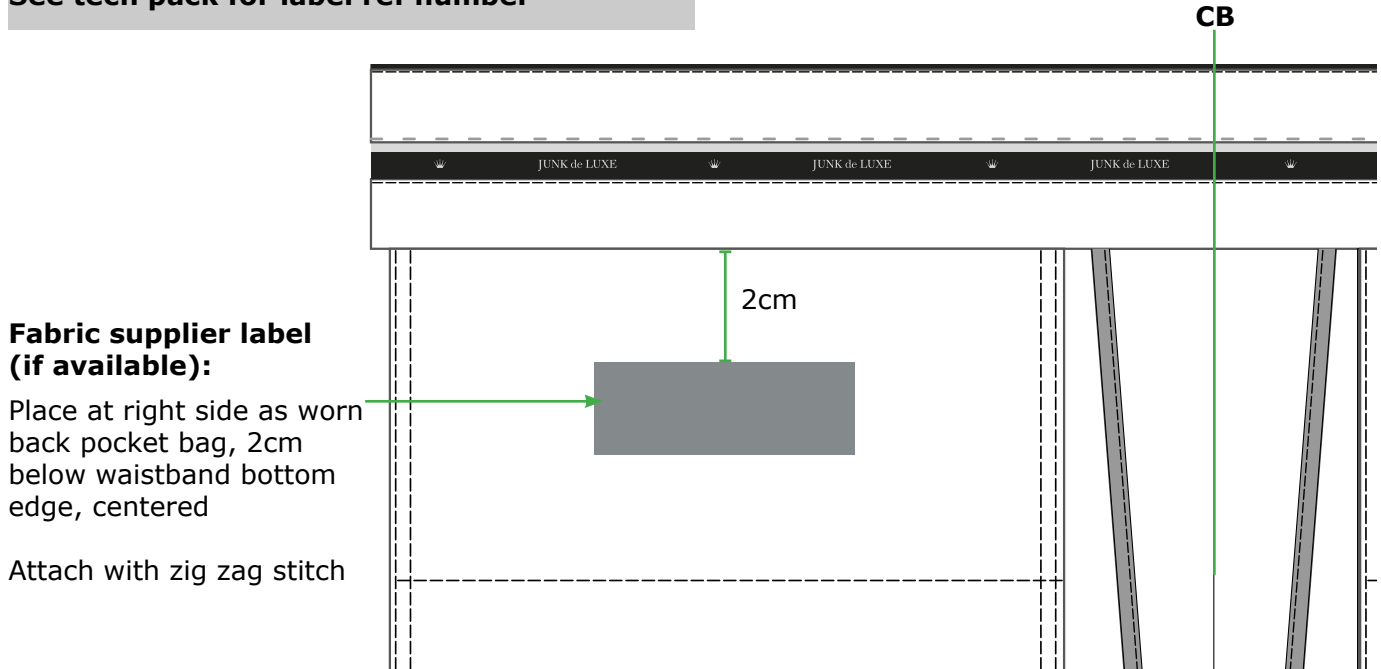 See tech pack for label ref number
CB
JUNK de LUXE JUNK de LUXE JUNK de LUXE
2cm
Fabric supplier label
(if available):
Place at right side as worn
back pocket bag, 2cm
below waistband bottom
edge, centered
Attach with zig zag stitch